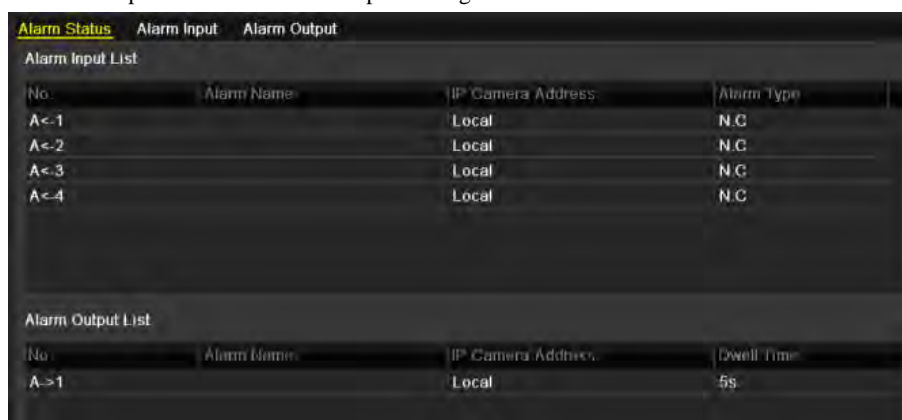 Alarm Status Alarm Input Alarm Output
Alarm Input List
No. Alarm Name IP Camera Address Alarm Type
A<-1 Local N.C
A<-2 Local N.C
A<-3 Local N.C
A<-4 Local N.C
Alarm Output List
No. Alarm Name IP Camera Address Dwell Time
A->1 Local 5s